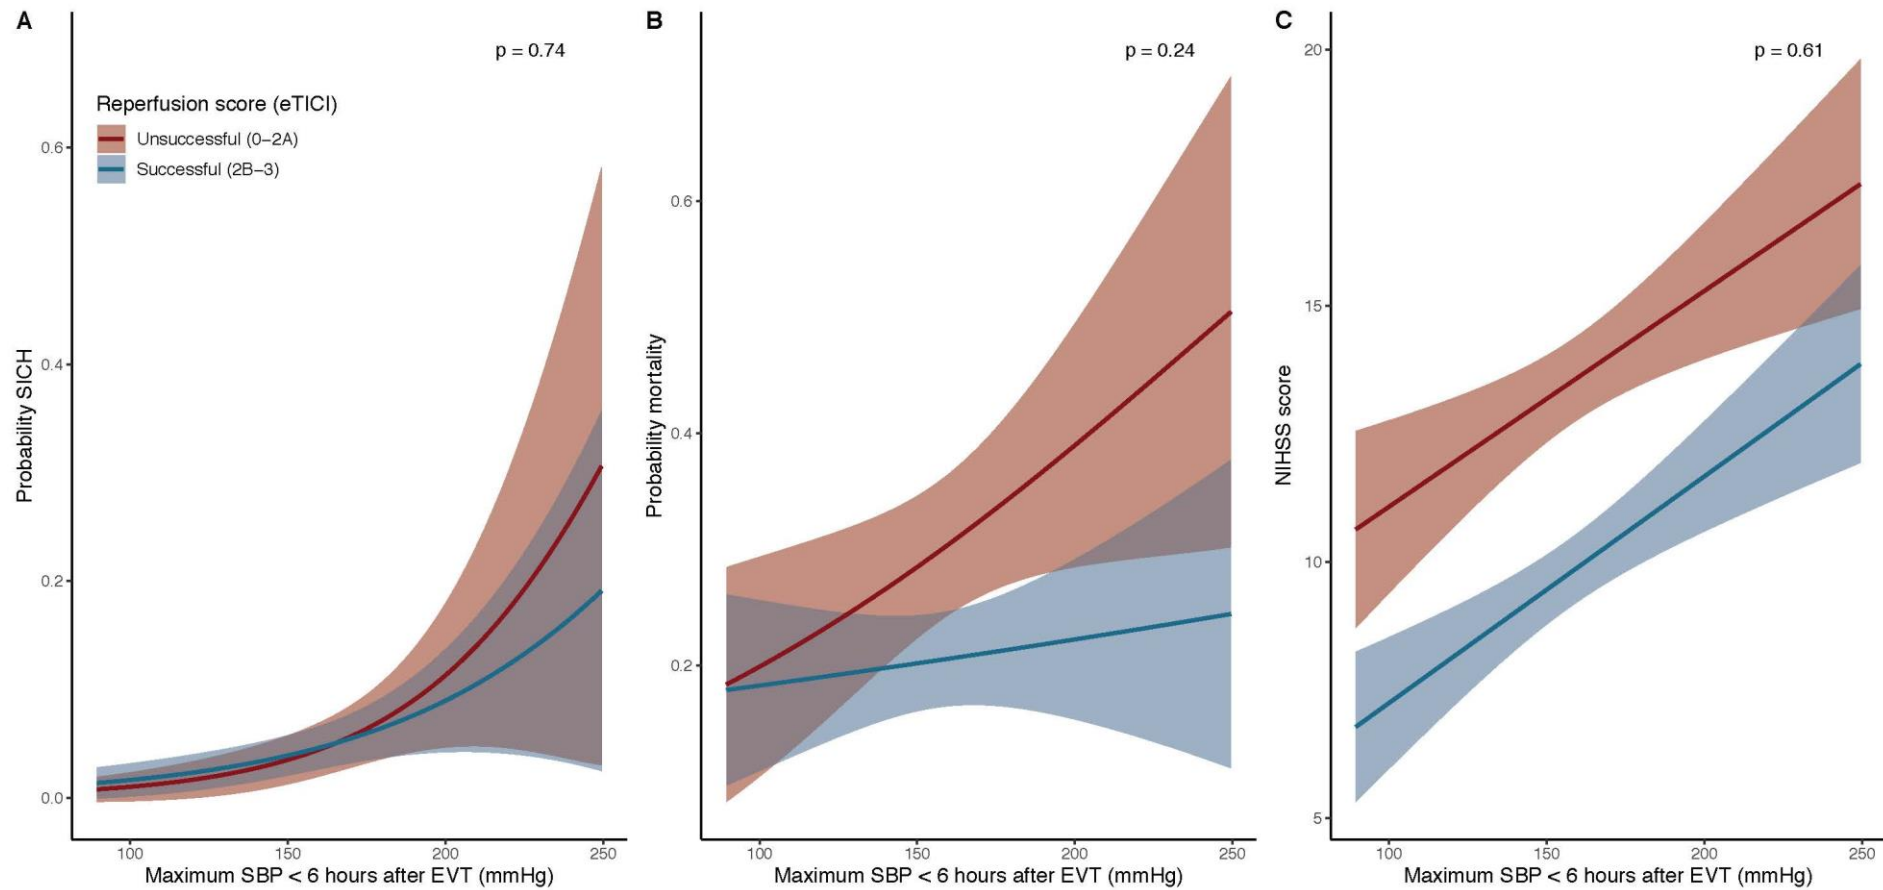 A
p = 0.74
Reperfusion score (eTICI)
Unsuccessful (0–2A)
Successful (2B–3)
Probability SICH
0.6
0.4
0.2
0.0
100 150 200 250
Maximum SBP < 6 hours after EVT (mmHg)
B
p = 0.24
Probability mortality
0.6
0.4
0.2
100 150 200 250
Maximum SBP < 6 hours after EVT (mmHg)
C
p = 0.61
NIHSS score
20
15
10
5
100 150 200 250
Maximum SBP < 6 hours after EVT (mmHg)